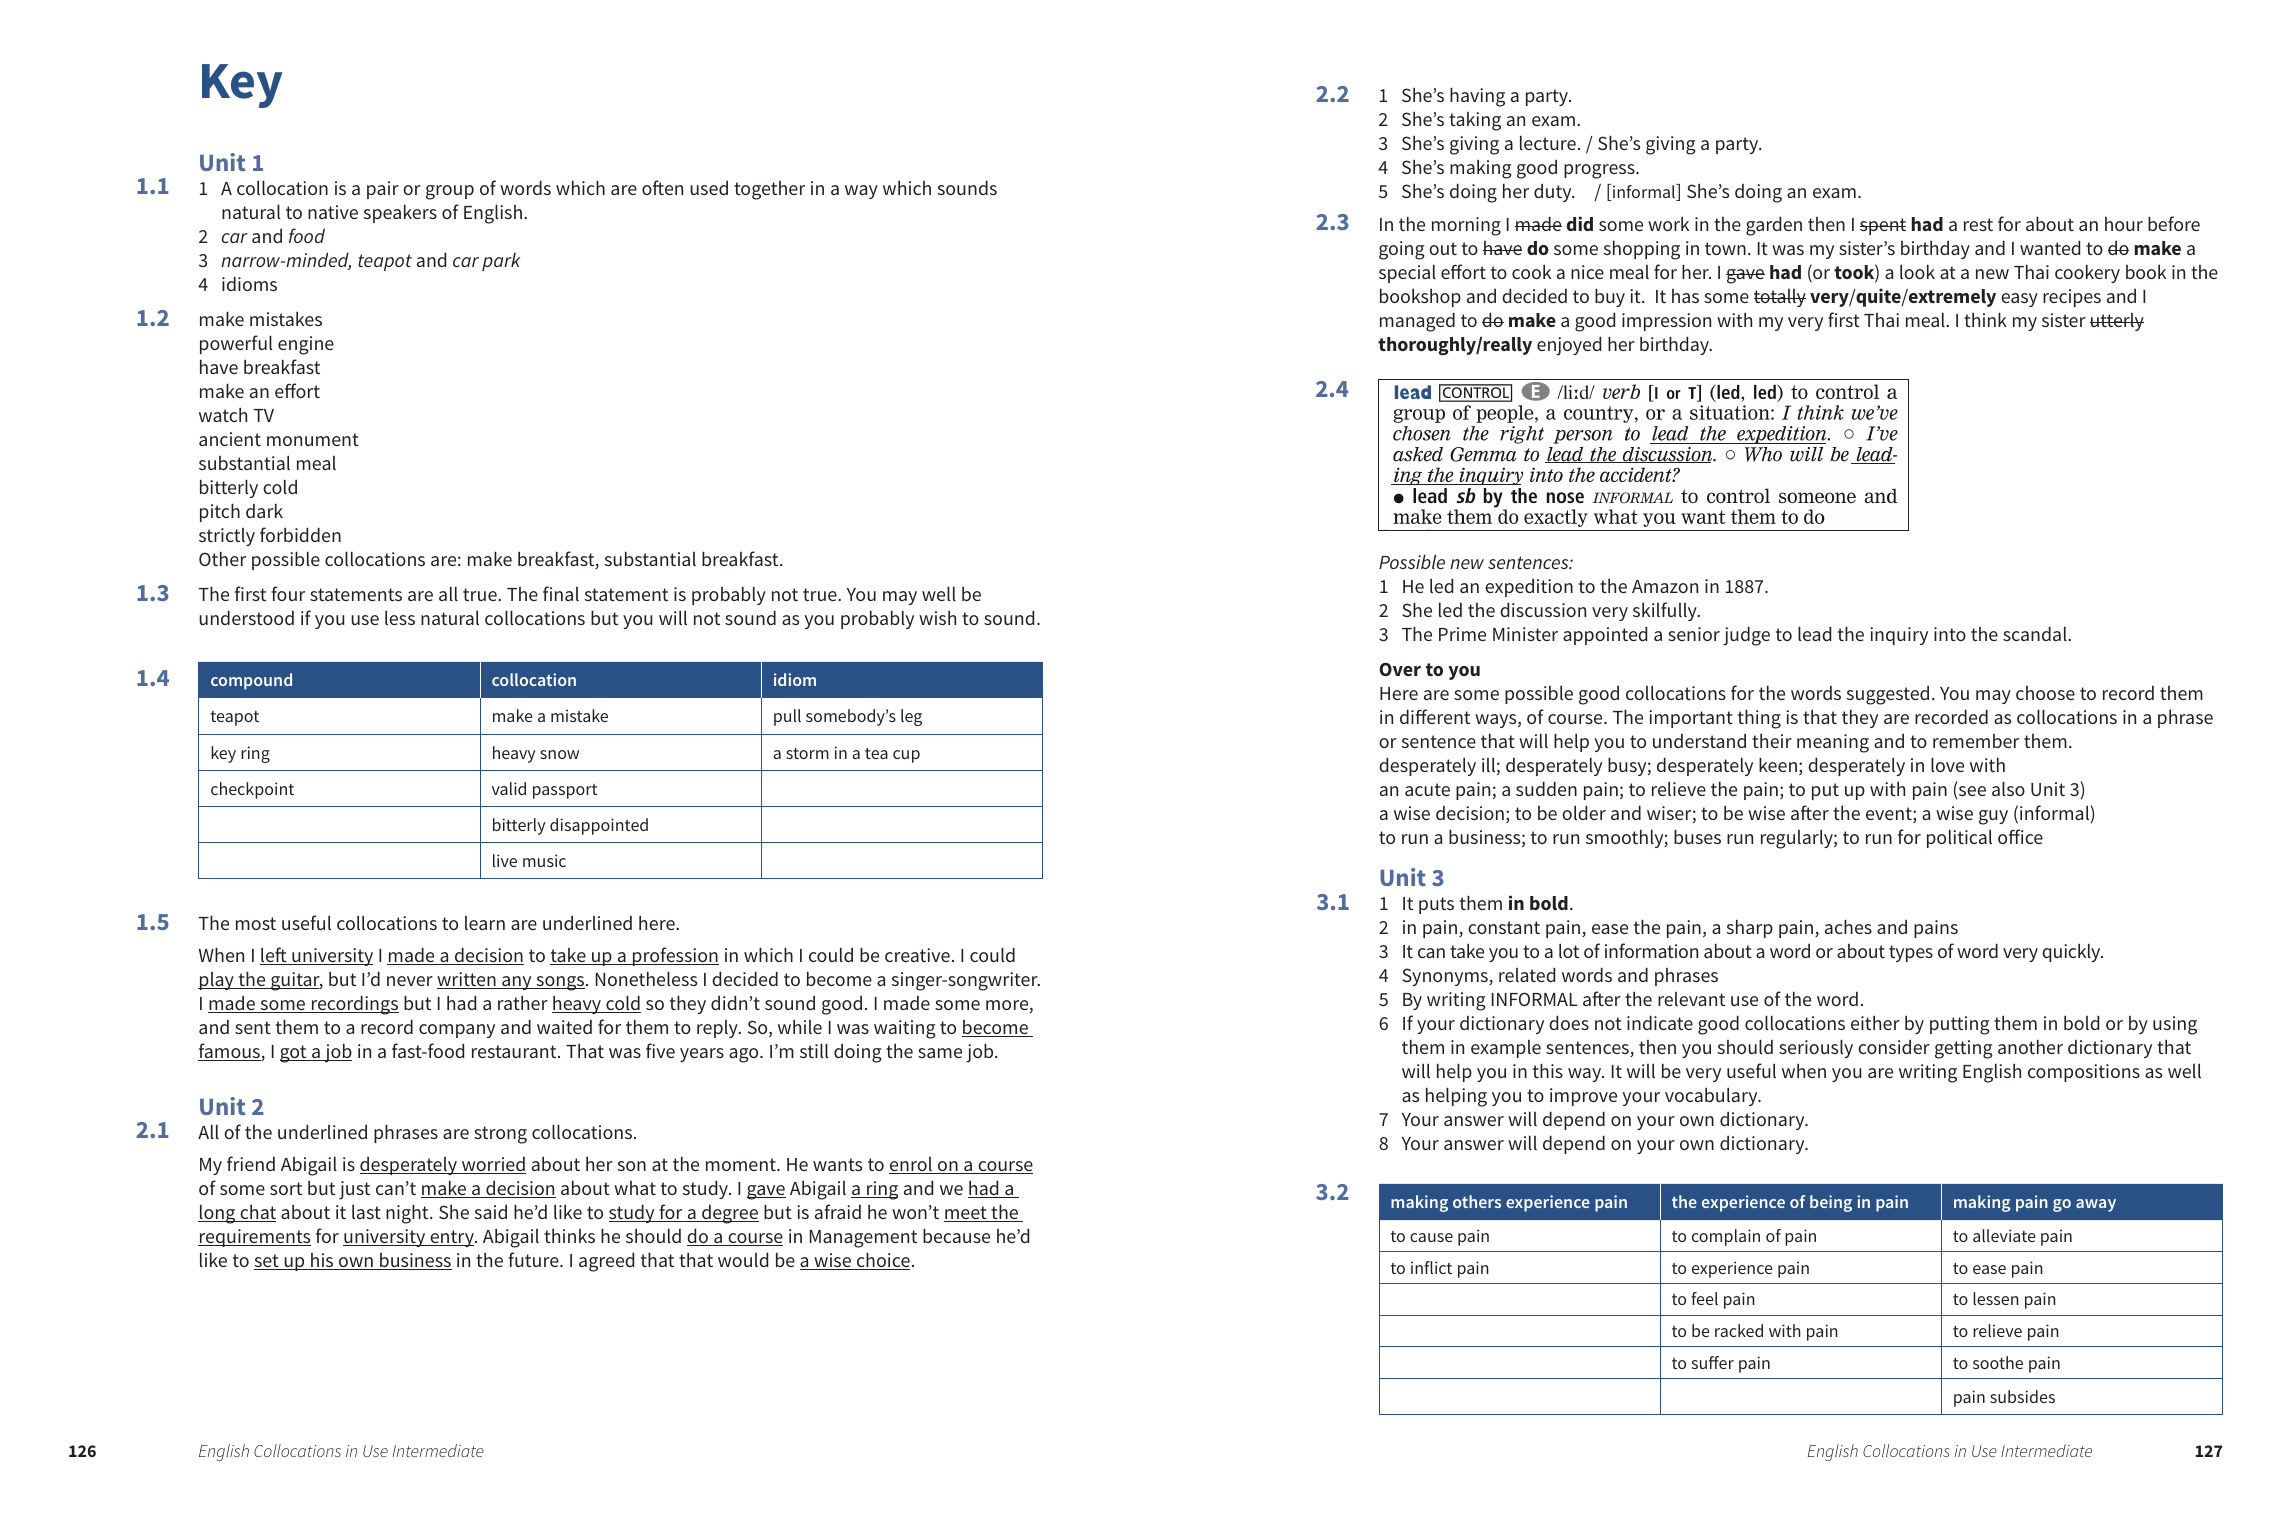 Key
Unit 1
1.1
1 A collocation is a pair or group of words which are often used together in a way which sounds
natural to native speakers of English.
2 car and food
3 narrow-minded, teapot and car park
4 idioms
1.2
make mistakes
powerful engine
have breakfast
make an effort
watch TV
ancient monument
substantial meal
bitterly cold
pitch dark
strictly forbidden
Other possible collocations are: make breakfast, substantial breakfast.
1.3
The first four statements are all true. The final statement is probably not true. You may well be
understood if you use less natural collocations but you will not sound as you probably wish to sound.
1.4
compound collocation idiom
teapot make a mistake pull somebody’s leg
key ring heavy snow a storm in a tea cup
checkpoint valid passport
bitterly disappointed
live music
1.5
The most useful collocations to learn are underlined here.
When I left university I made a decision to take up a profession in which I could be creative. I could
play the guitar, but I’d never written any songs. Nonetheless I decided to become a singer-songwriter.
I made some recordings but I had a rather heavy cold so they didn’t sound good. I made some more,
and sent them to a record company and waited for them to reply. So, while I was waiting to become
famous, I got a job in a fast-food restaurant. That was five years ago. I’m still doing the same job.
Unit 2
2.1
All of the underlined phrases are strong collocations.
My friend Abigail is desperately worried about her son at the moment. He wants to enrol on a course
of some sort but just can’t make a decision about what to study. I gave Abigail a ring and we had a
long chat about it last night. She said he’d like to study for a degree but is afraid he won’t meet the
requirements for university entry. Abigail thinks he should do a course in Management because he’d
like to set up his own business in the future. I agreed that that would be a wise choice.
126 English Collocations in Use Intermediate
2.2
1 She’s having a party.
2 She’s taking an exam.
3 She’s giving a lecture. / She’s giving a party.
4 She’s making good progress.
5 She’s doing her duty. / [informal] She’s doing an exam.
2.3
In the morning I made did some work in the garden then I spent had a rest for about an hour before
going out to have do some shopping in town. It was my sister’s birthday and I wanted to do make a
special effort to cook a nice meal for her. I gave had (or took) a look at a new Thai cookery book in the
bookshop and decided to buy it. It has some totally very/quite/extremely easy recipes and I
managed to do make a good impression with my very first Thai meal. I think my sister utterly
thoroughly/really enjoyed her birthday.
2.4
lead CONTROL E /liːd/ verb [I or T] (led, led) to control a
group of people, a country, or a situation: I think we’ve
chosen the right person to lead the expedition. ○ I’ve
asked Gemma to lead the discussion. ○ Who will be lead-
ing the inquiry into the accident?
● lead sb by the nose INFORMAL to control someone and
make them do exactly what you want them to do
Possible new sentences:
1 He led an expedition to the Amazon in 1887.
2 She led the discussion very skilfully.
3 The Prime Minister appointed a senior judge to lead the inquiry into the scandal.
Over to you
Here are some possible good collocations for the words suggested. You may choose to record them
in different ways, of course. The important thing is that they are recorded as collocations in a phrase
or sentence that will help you to understand their meaning and to remember them.
desperately ill; desperately busy; desperately keen; desperately in love with
an acute pain; a sudden pain; to relieve the pain; to put up with pain (see also Unit 3)
a wise decision; to be older and wiser; to be wise after the event; a wise guy (informal)
to run a business; to run smoothly; buses run regularly; to run for political office
Unit 3
3.1
1 It puts them in bold.
2 in pain, constant pain, ease the pain, a sharp pain, aches and pains
3 It can take you to a lot of information about a word or about types of word very quickly.
4 Synonyms, related words and phrases
5 By writing INFORMAL after the relevant use of the word.
6 If your dictionary does not indicate good collocations either by putting them in bold or by using
them in example sentences, then you should seriously consider getting another dictionary that
will help you in this way. It will be very useful when you are writing English compositions as well
as helping you to improve your vocabulary.
7 Your answer will depend on your own dictionary.
8 Your answer will depend on your own dictionary.
3.2
making others experience pain the experience of being in pain making pain go away
to cause pain to complain of pain to alleviate pain
to inflict pain to experience pain to ease pain
to feel pain to lessen pain
to be racked with pain to relieve pain
to suffer pain to soothe pain
pain subsides
English Collocations in Use Intermediate 127